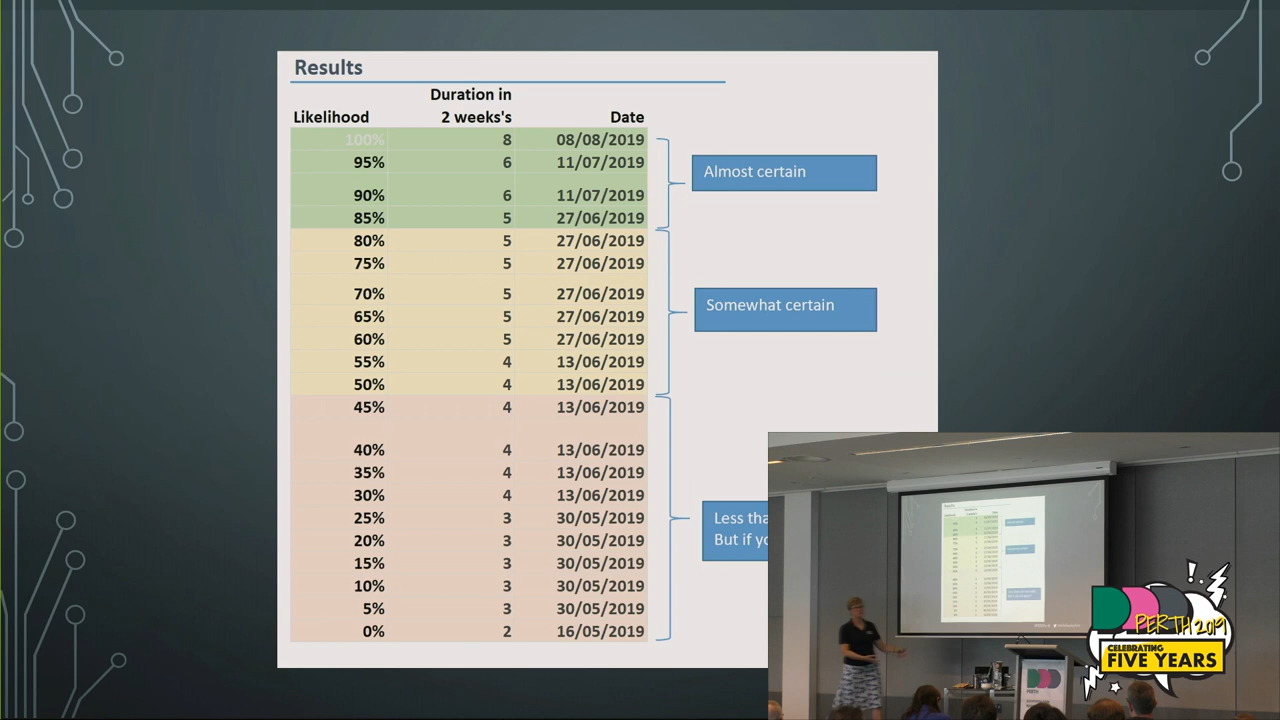 Results
Duration in
Likelihood 2 weeks's Date
100% 8 08/08/2019
95% 6 11/07/2019
90% 6 11/07/2019
85% 5 27/06/2019
80% 5 27/06/2019
75% 5 27/06/2019
70% 5 27/06/2019
65% 5 27/06/2019
60% 5 27/06/2019
55% 4 13/06/2019
50% 4 13/06/2019
45% 4 13/06/2019
40% 4 13/06/2019
35% 4 13/06/2019
30% 4 13/06/2019
25% 3 30/05/2019
20% 3 30/05/2019
15% 3 30/05/2019
10% 3 30/05/2019
5% 3 30/05/2019
0% 2 16/05/2019
Almost certain
Somewhat certain
Less tha
But if yo
DDD
PERTH 2019
CELEBRATING
FIVE YEARS
DDD
PERTH